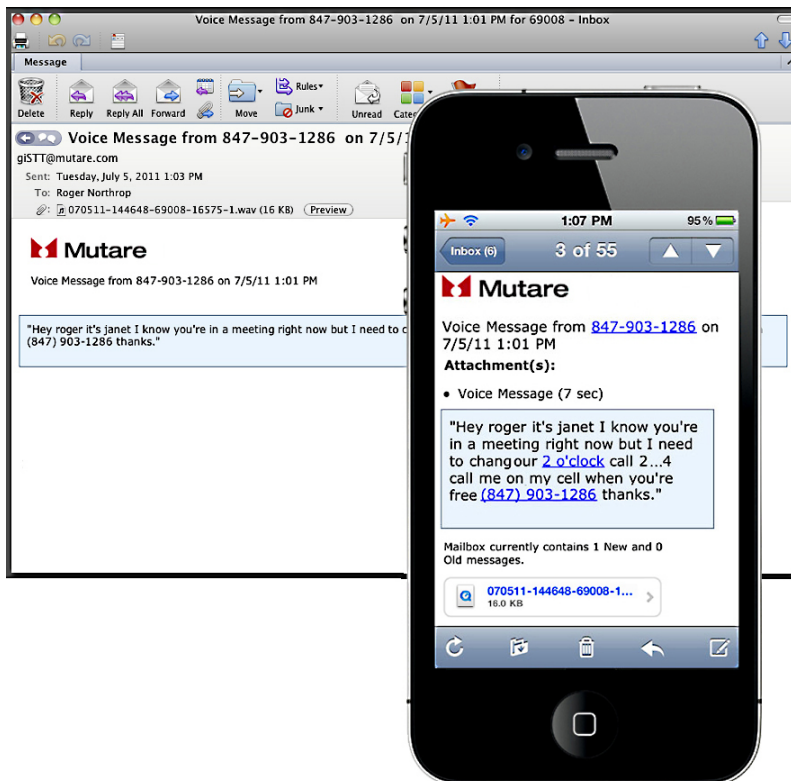 Voice Message from 847-903-1286 on 7/5/11 1:01 PM for 69008 – Inbox
Message
Delete Reply Reply All Forward Move Rules Junk Unread
Voice Message from 847-903-1286 on 7/5/
giSTT@mutare.com
Sent: Tuesday, July 5, 2011 1:03 PM
To: Roger Northrop
070511-144648-69008-16575-1.wav (16 KB) Preview
Mutare
Voice Message from 847-903-1286 on 7/5/11 1:01 PM
"Hey roger it's janet I know you're in a meeting right now but I need to
(847) 903-1286 thanks."
1:07 PM 95%
Inbox (6) 3 of 55
Mutare
Voice Message from 847-903-1286 on
7/5/11 1:01 PM
Attachment(s):
• Voice Message (7 sec)
"Hey roger it's janet I know you're
in a meeting right now but I need
to changour 2 o'clock call 2...4
call me on my cell when you're
free (847) 903-1286 thanks."
Mailbox currently contains 1 New and 0
Old messages.
070511-144648-69008-1...
16.0 KB